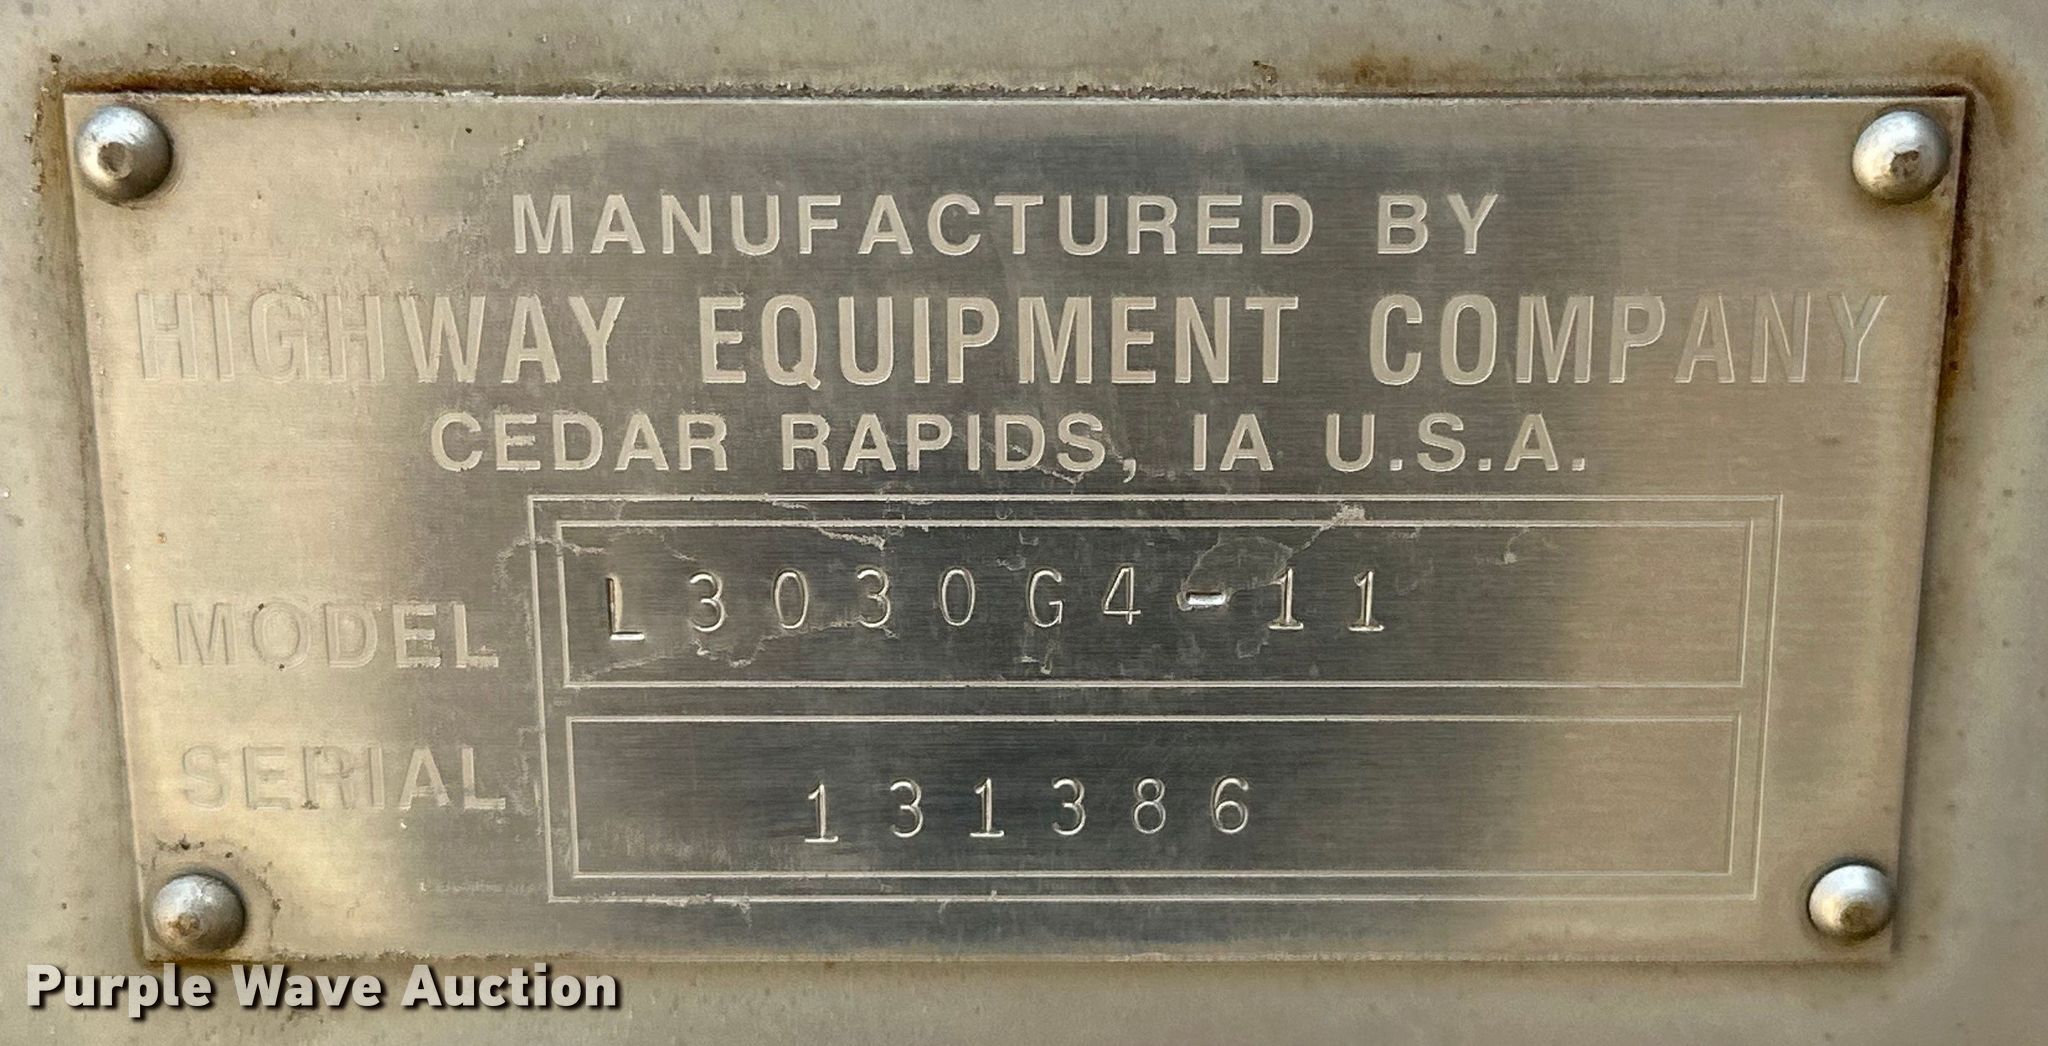 MANUFACTURED BY
HIGHWAY EQUIPMENT COMPANY
CEDAR RAPIDS, IA U.S.A.
MODEL L3030G4-11
SERIAL 131386
Purple Wave Auction